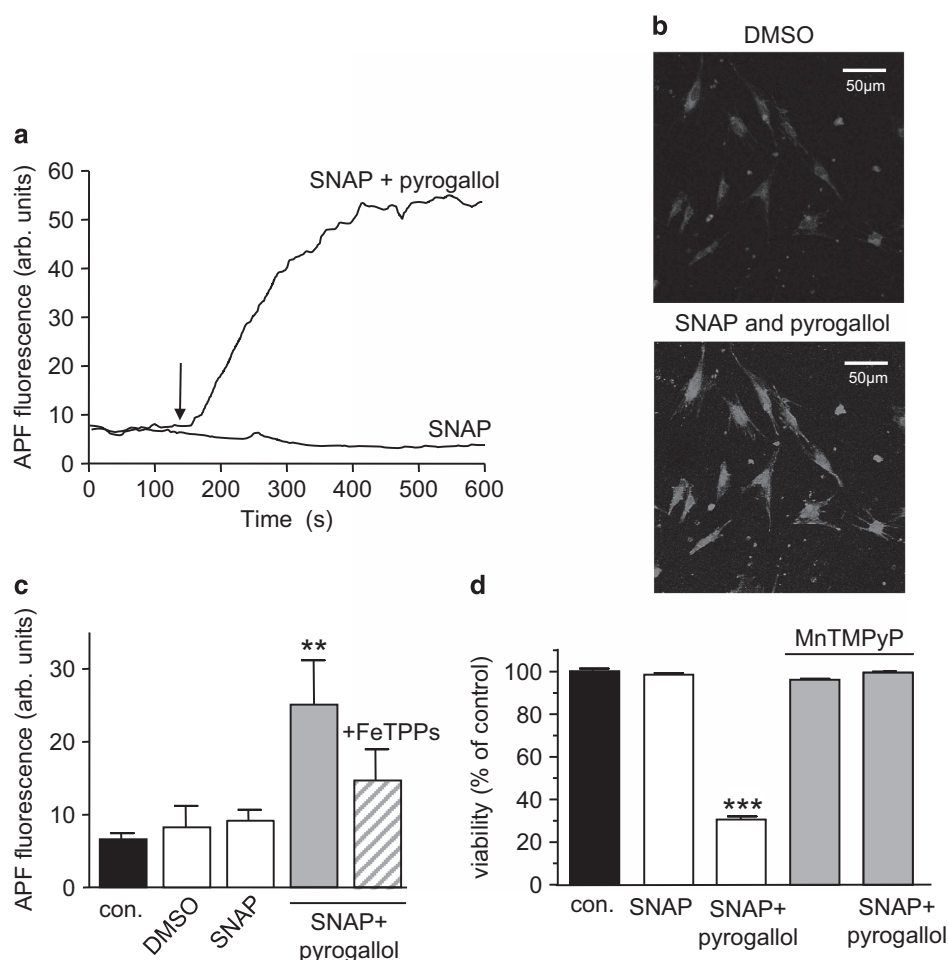 a
APF fluorescence (arb. units)
60
50
40
30
20
10
0
SNAP + pyrogallol
SNAP
0 100 200 300 400 500 600
Time (s)
b
DMSO
50µm
SNAP and pyrogallol
50µm
c
APF fluorescence (arb. units)
30
20
10
0
**
+FeTPPs
con.
DMSO
SNAP
SNAP+
pyrogallol
d
viability (% of control)
100
80
60
40
20
0
***
MnTMPyP
con.
SNAP
SNAP+
pyrogallol
SNAP+
pyrogallol